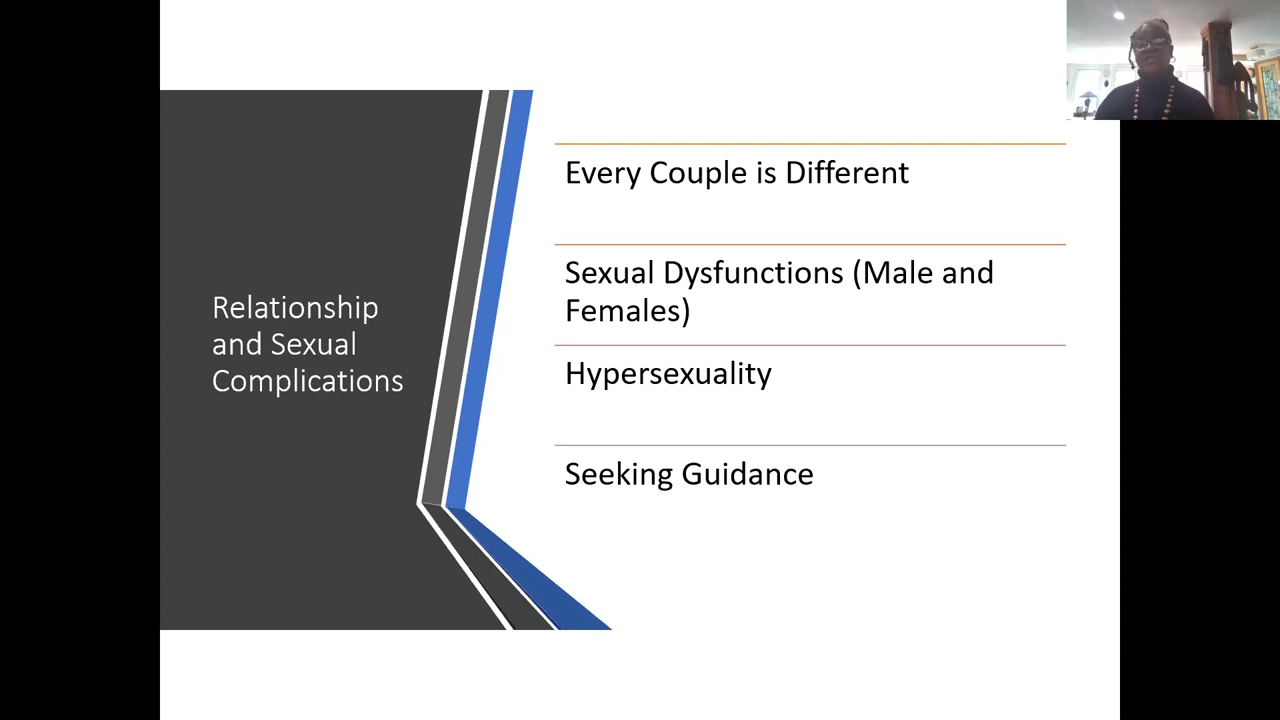 Relationship
and Sexual
Complications
Every Couple is Different
Sexual Dysfunctions (Male and
Females)
Hypersexuality
Seeking Guidance